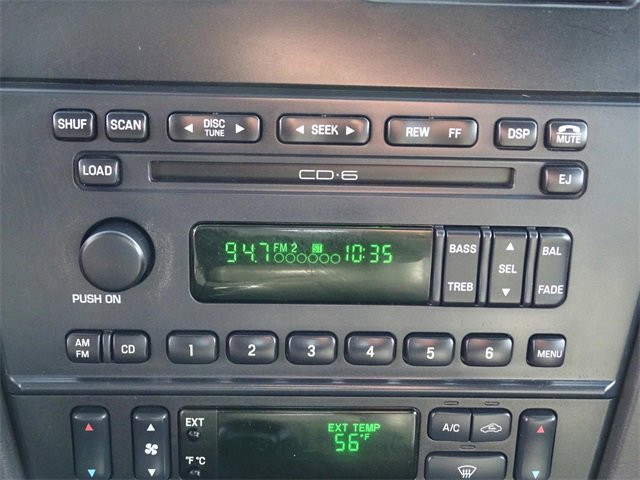 SHUF SCAN DISC TUNE SEEK REW FF DSP MUTE
LOAD CD·6 EJ
94.7 FM 2 ST 10:35 BASS SEL BAL
TREB FADE
PUSH ON
AM FM CD 1 2 3 4 5 6 MENU
EXT EXT TEMP A/C
56°F
°F °C